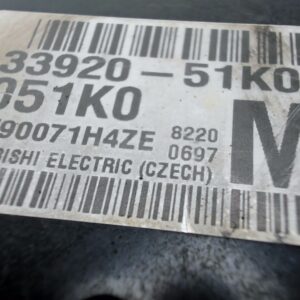 33920-51K0
051K0
90071H4ZE 8220
0697
M
RISHI ELECTRIC (CZECH)